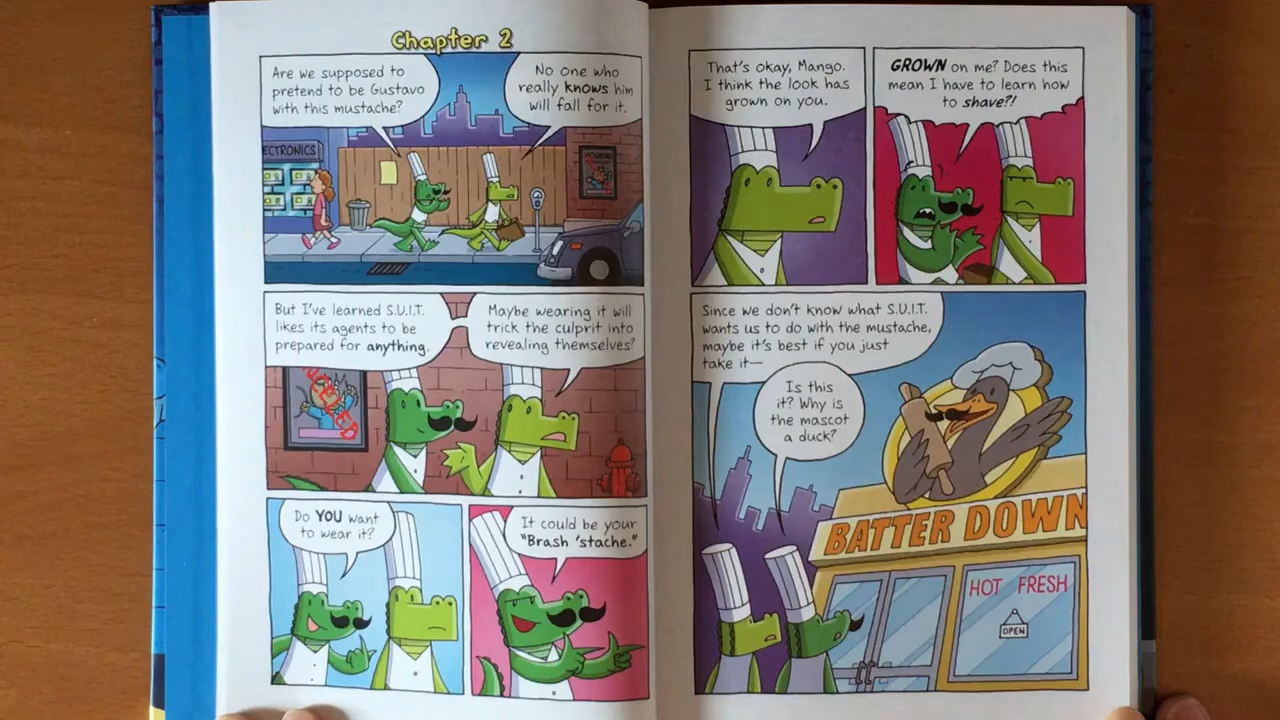 Chapter 2
Are we supposed to
pretend to be Gustavo
with this mustache?
No one who
really knows him
will fall for it.
ECTRONICS
But I've learned S.U.I.T.
likes its agents to be
prepared for anything.
Maybe wearing it will
trick the culprit into
revealing themselves?
Do YOU want
to wear it?
It could be your
"Brash 'stache."
That's okay, Mango.
I think the look has
grown on you.
GROWN on me? Does this
mean I have to learn how
to shave?!
Since we don't know what S.U.I.T.
wants us to do with the mustache,
maybe it's best if you just
take it—
Is this
it? Why is
the mascot
a duck?
BATTER DOWN
HOT FRESH
OPEN